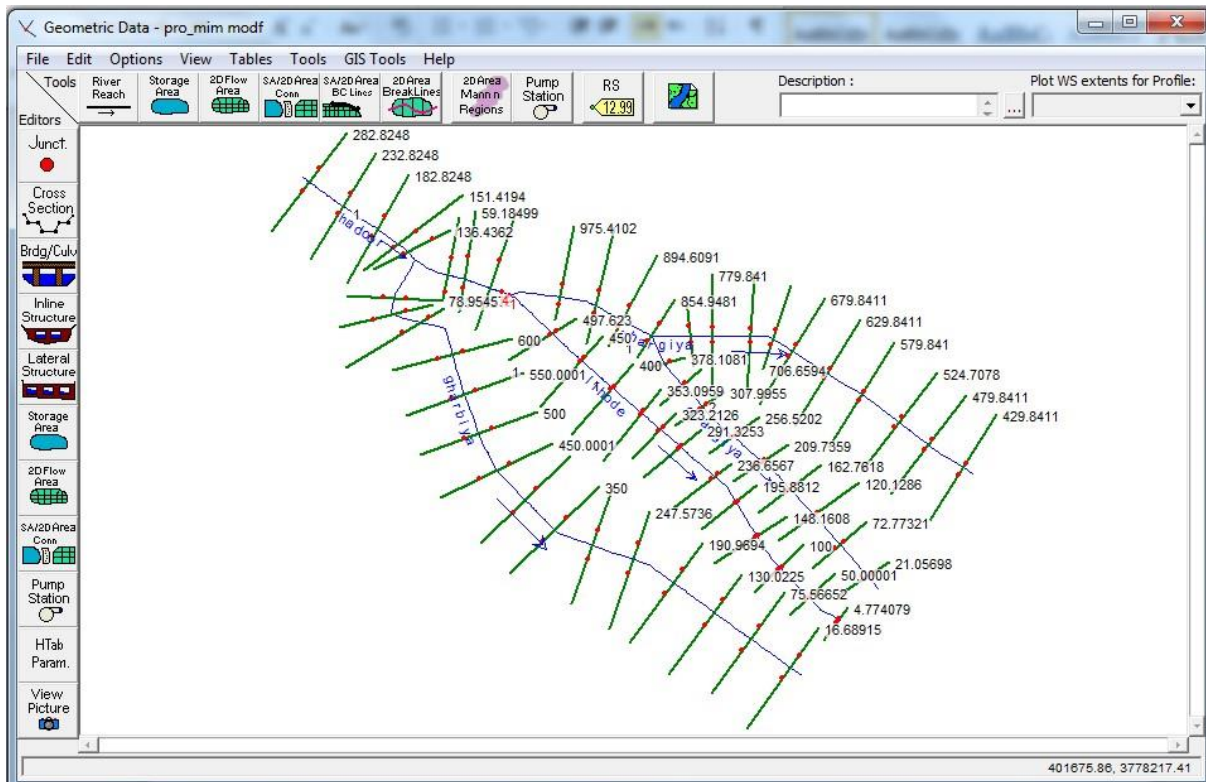 Geometric Data - pro_mim modf
File Edit Options View Tables Tools GIS Tools Help
Tools
Editors
River Reach
Storage Area
2D Flow Area
SA/2D Area Conn
SA/2D Area BC Lines
2D Area BreakLines
2D Area Mann n Regions
Pump Station
RS
12.99
Description :
...
Plot WS extents for Profile:
Junct.
Cross Section
Brdg/Culv
Inline Structure
Lateral Structure
Storage Area
2D Flow Area
SA/2D Area Conn
Pump Station
HTab Param.
View Picture
282.8248
232.8248
182.8248
151.4194
59.18499
136.4362
975.4102
894.6091
779.841
854.9481
679.8411
629.8411
579.841
524.7078
479.8411
429.8411
497.623
450
600
400
378.1081
706.6594
550.0001
353.0959
307.9955
323.2126
256.5202
500
291.3253
209.7359
450.0001
236.6567
162.7618
195.8812
120.1286
350
247.5736
148.1608
72.77321
190.9694
100
21.05698
130.0225
50.00001
75.56652
4.774079
16.68915
gharbiya
401675.86, 3778217.41